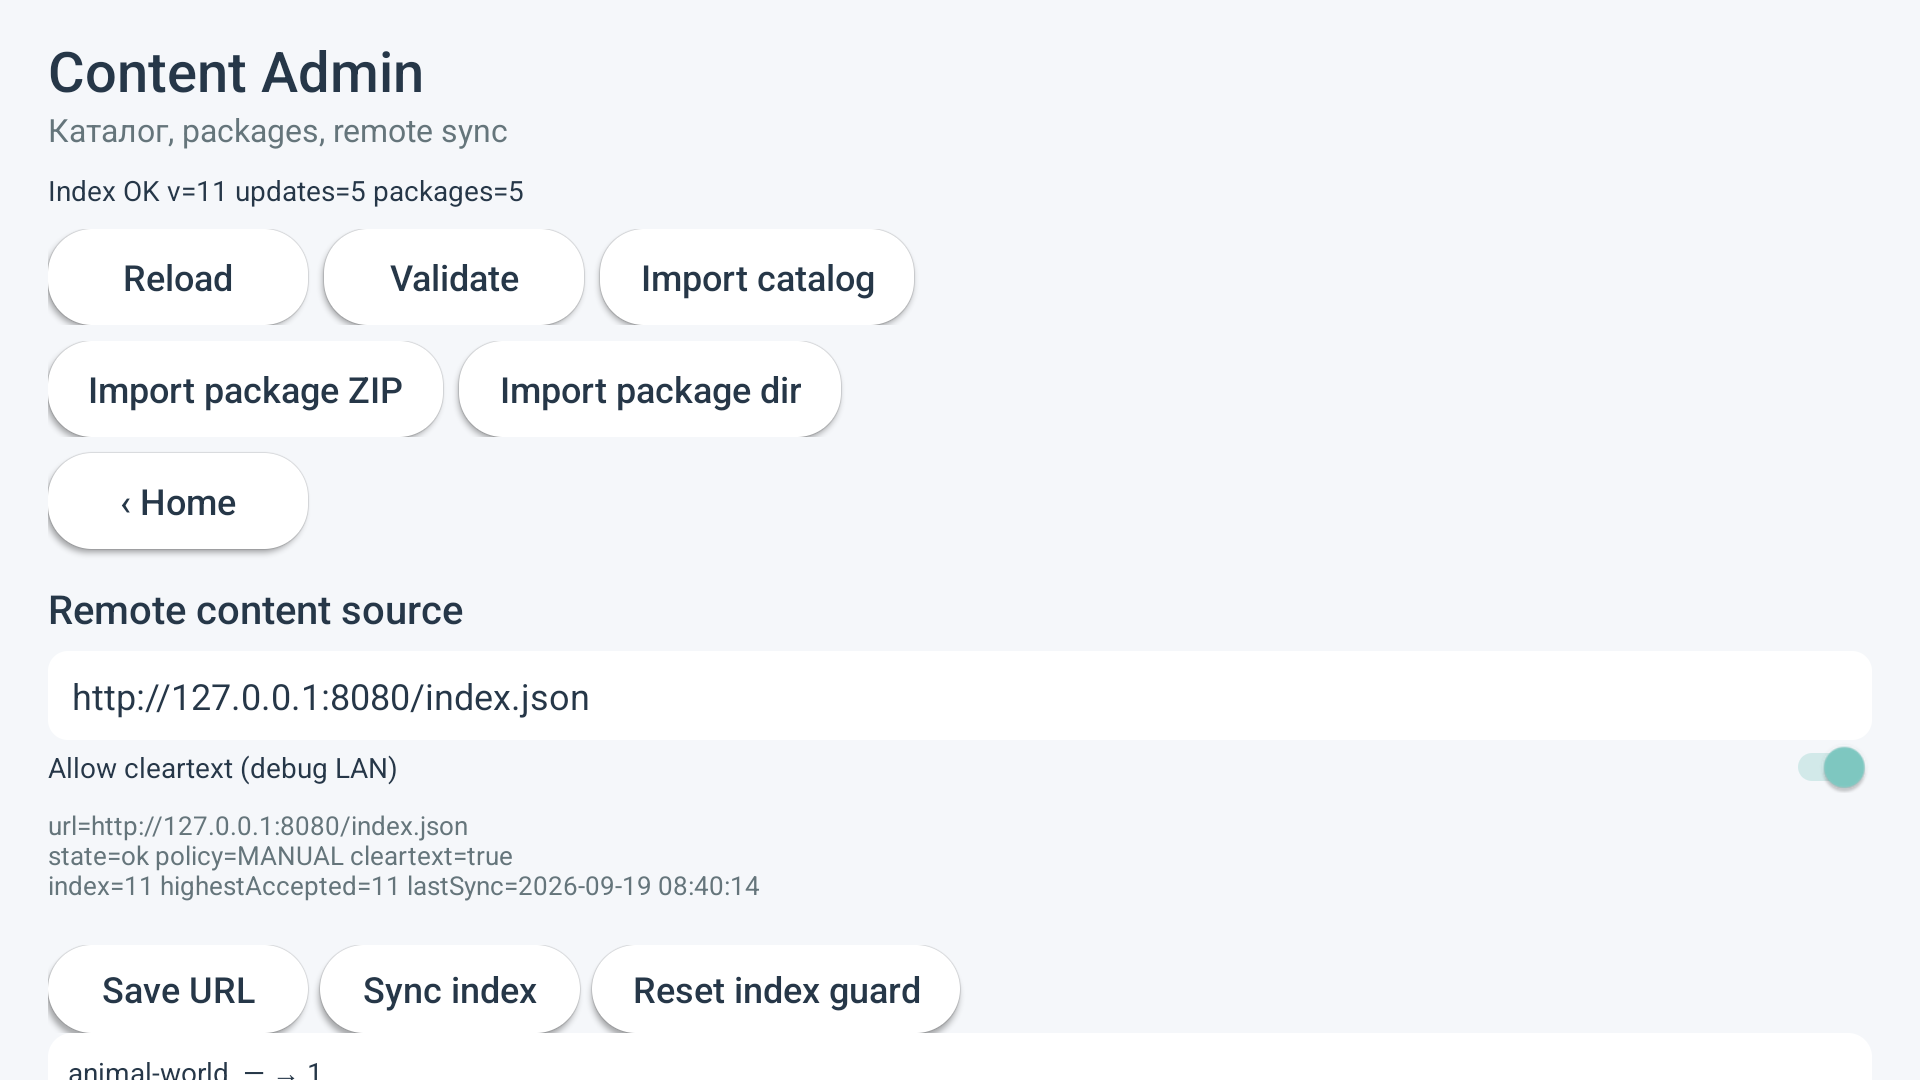 Content Admin
Каталог, packages, remote sync
Index OK v=11 updates=5 packages=5
Reload Validate Import catalog
Import package ZIP Import package dir
‹ Home
Remote content source
http://127.0.0.1:8080/index.json
Allow cleartext (debug LAN)
url=http://127.0.0.1:8080/index.json
state=ok policy=MANUAL cleartext=true
index=11 highestAccepted=11 lastSync=2026-09-19 08:40:14
Save URL Sync index Reset index guard
animal-world — → 1